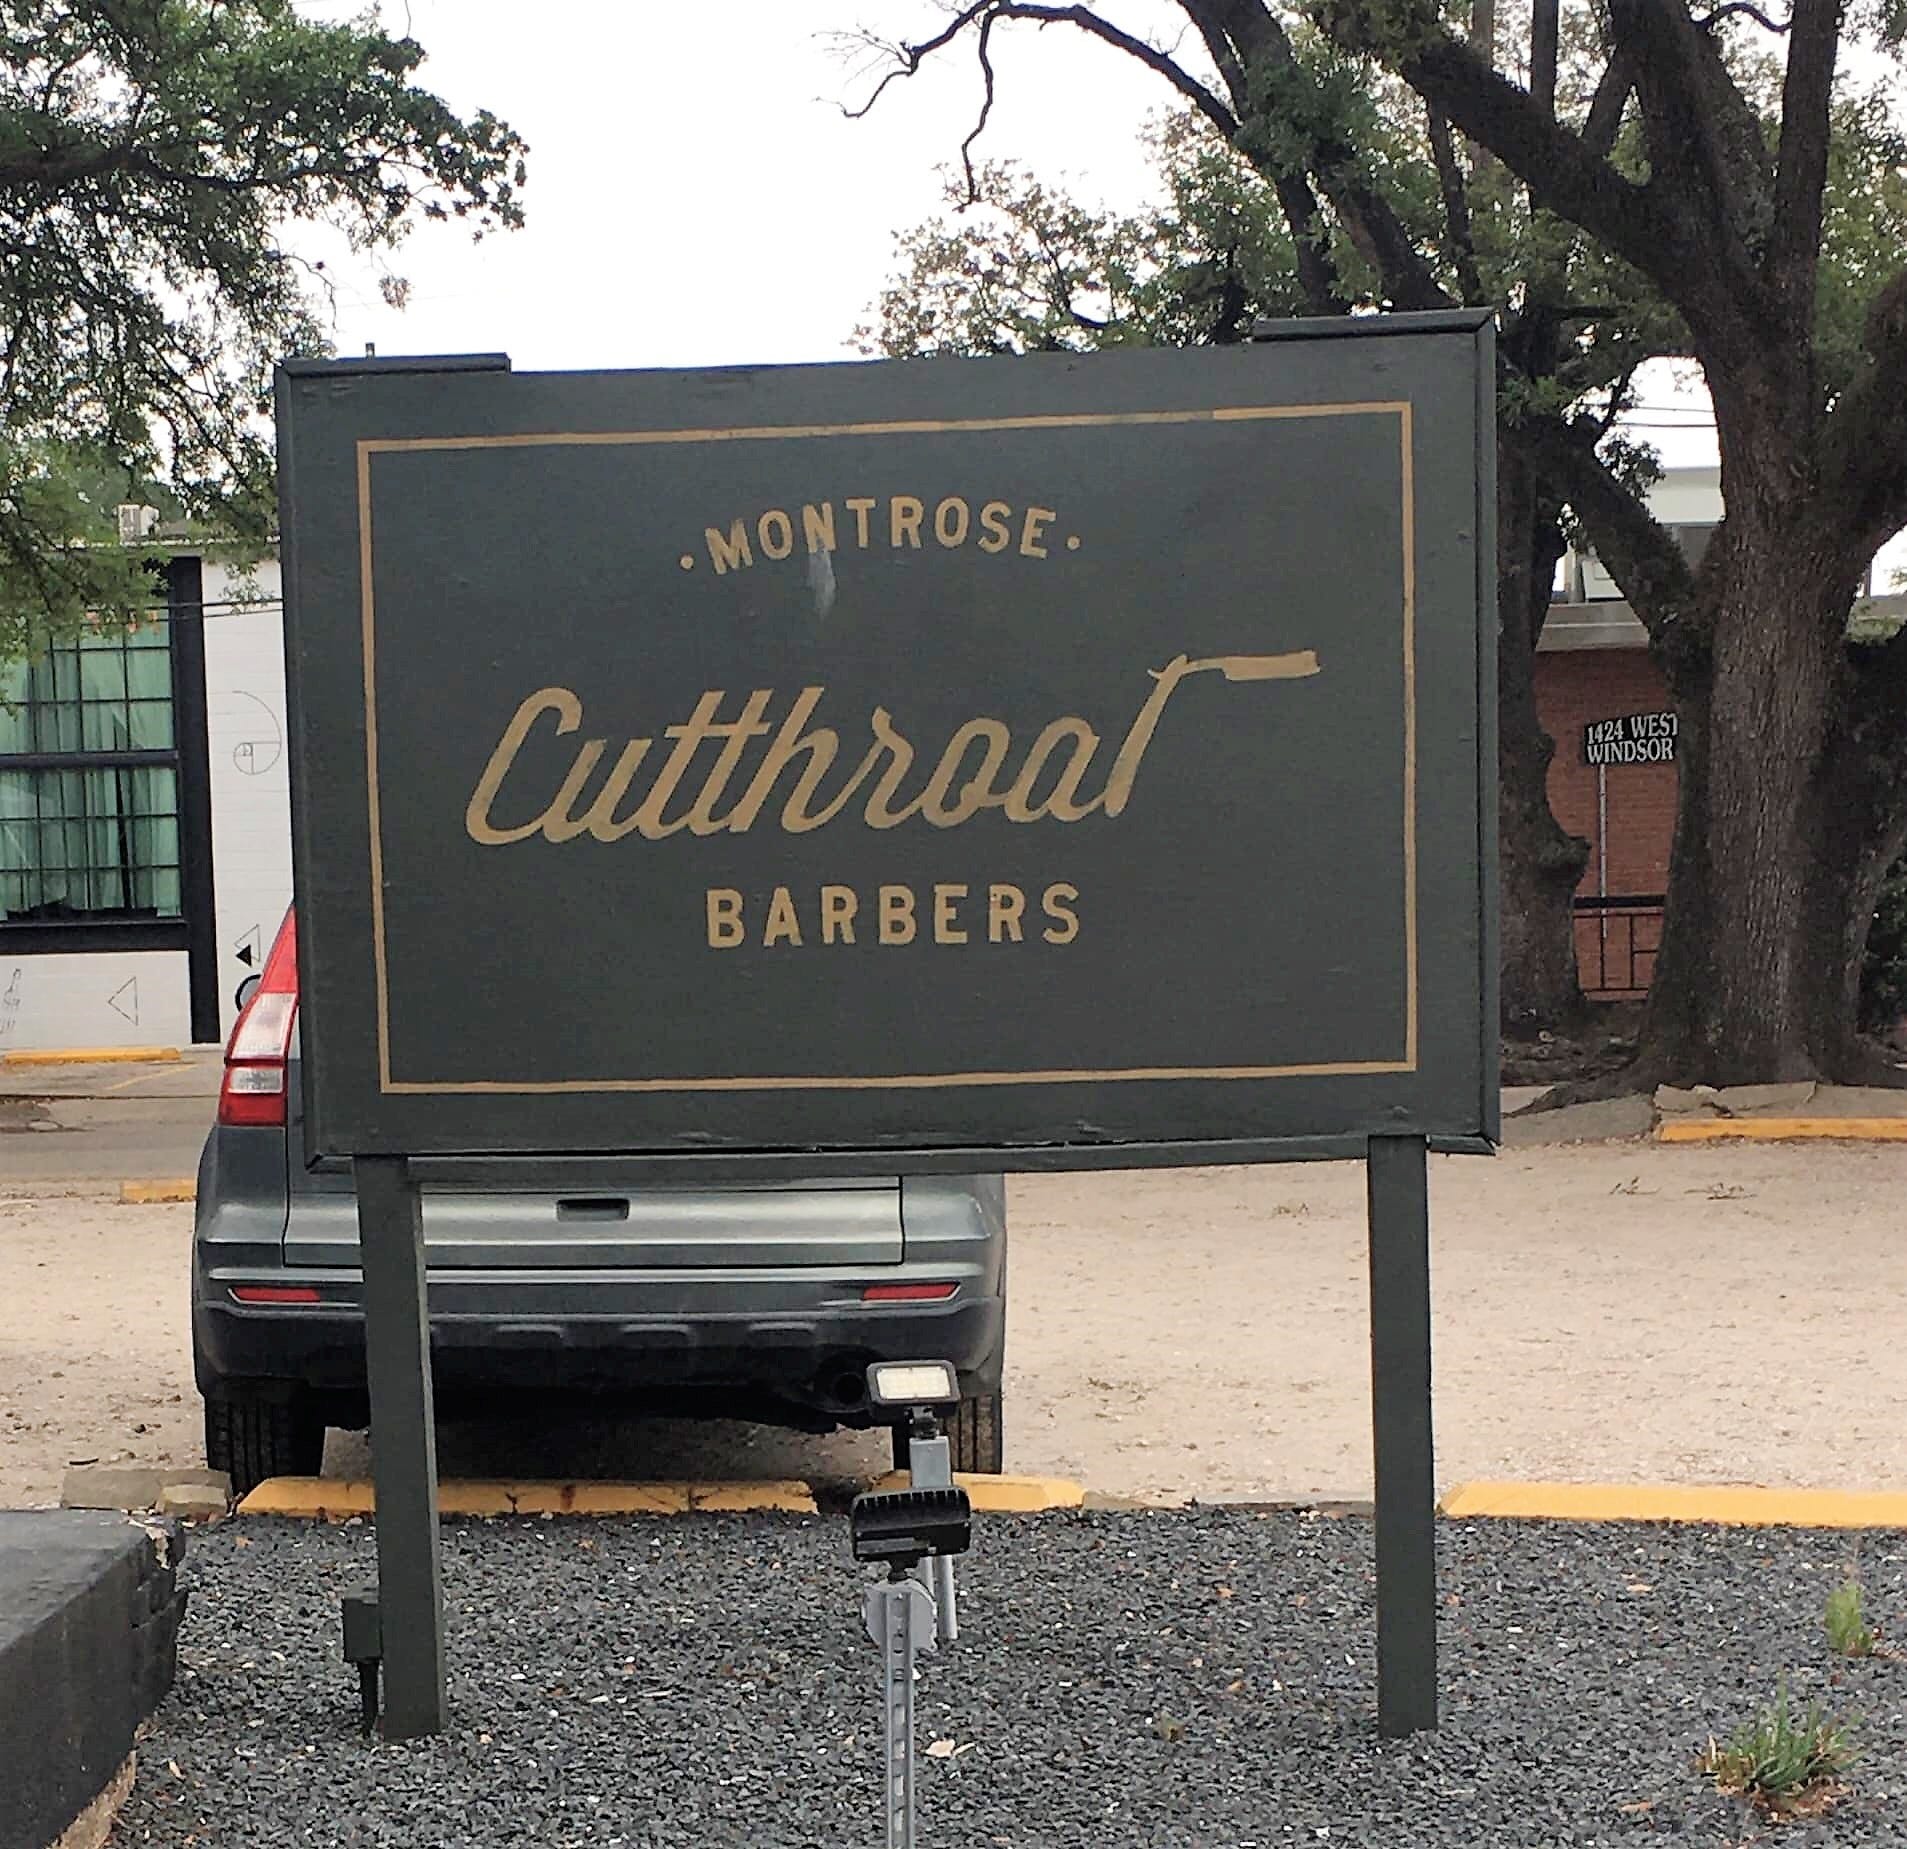 · MONTROSE ·
Cutthroat
BARBERS
1424 WEST
WINDSOR